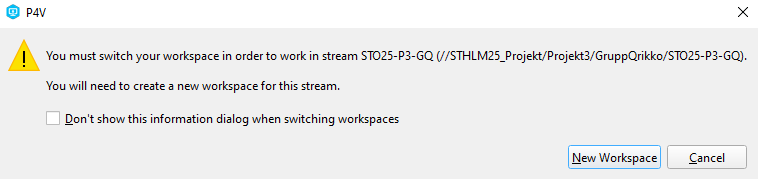 P4V
You must switch your workspace in order to work in stream STO25-P3-GQ (//STHLM25_Projekt/Projekt3/GruppQrikko/STO25-P3-GQ).
You will need to create a new workspace for this stream.
Don't show this information dialog when switching workspaces
New Workspace
Cancel